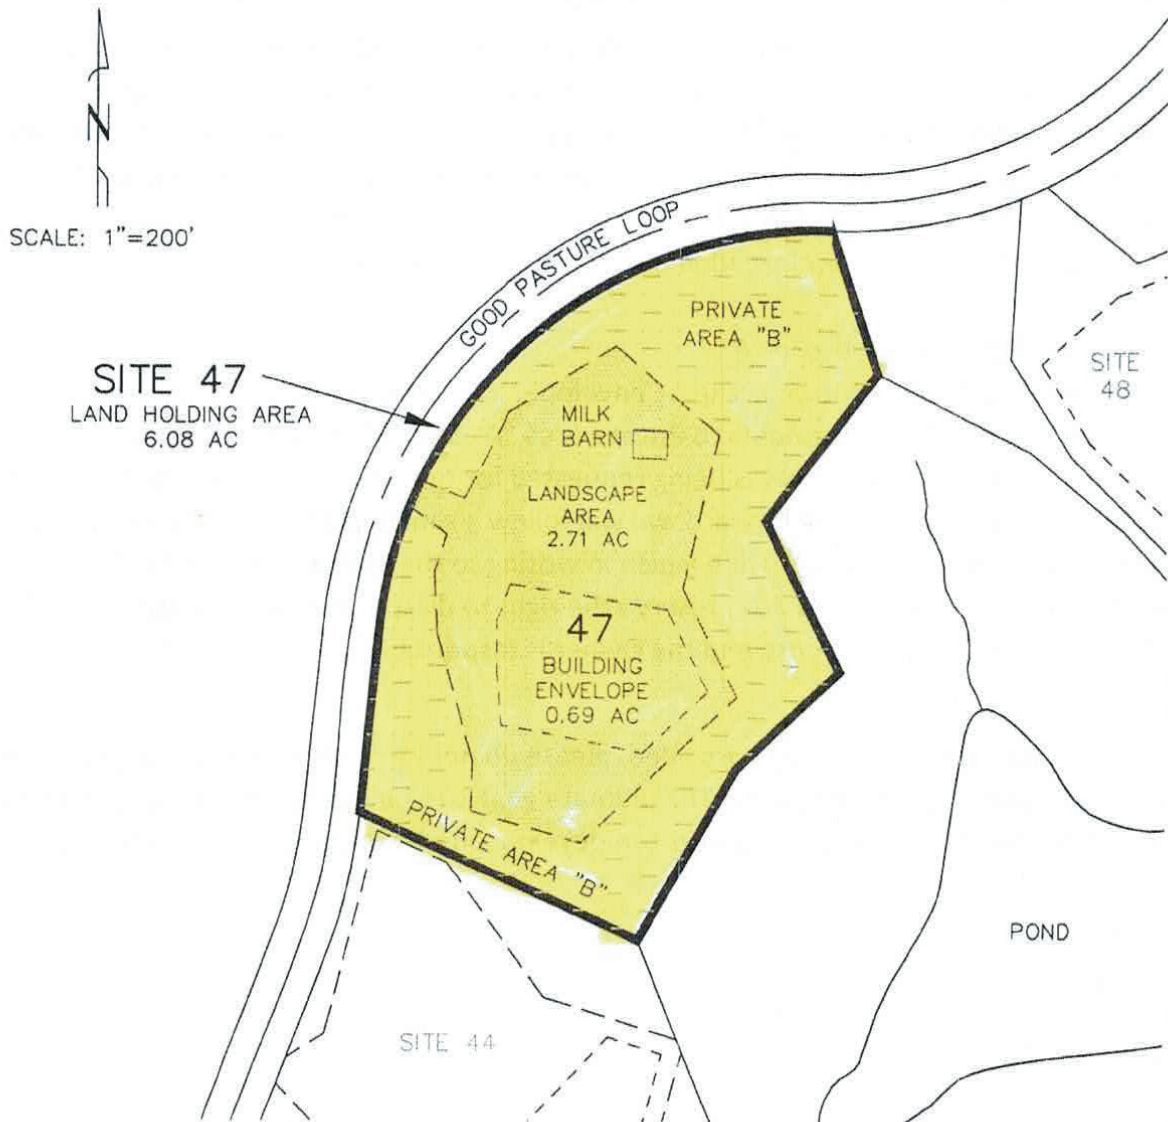 N
SCALE: 1"=200'
GOOD PASTURE LOOP
SITE 47
LAND HOLDING AREA
6.08 AC
PRIVATE
AREA "B"
SITE
48
MILK
BARN
LANDSCAPE
AREA
2.71 AC
47
BUILDING
ENVELOPE
0.69 AC
PRIVATE AREA "B"
POND
SITE 44